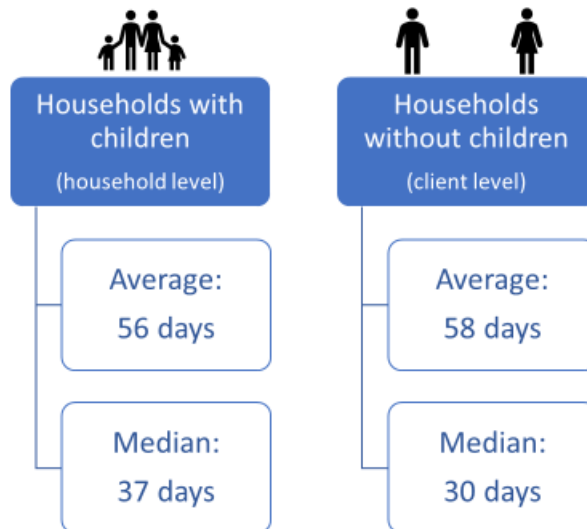 Households with
children
(household level)
Average:
56 days
Median:
37 days
Households
without children
(client level)
Average:
58 days
Median:
30 days